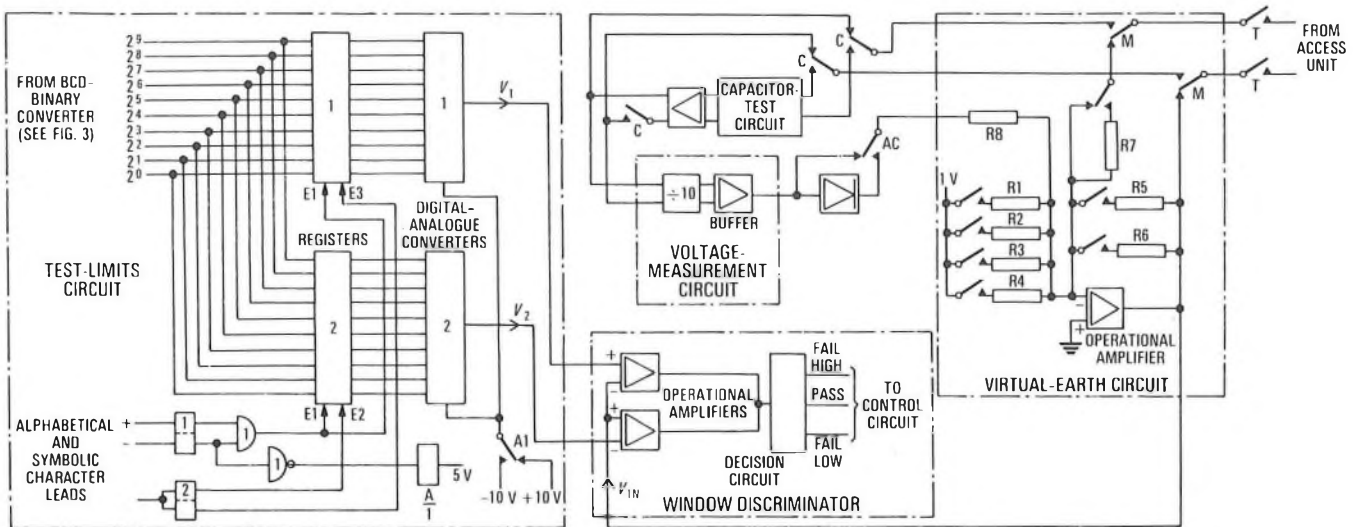 2⁹
2⁸
2⁷
2⁶
2⁵
2⁴
2³
2²
2¹
2⁰
FROM BCD-
BINARY
CONVERTER
(SEE FIG. 3)
1
1
V₁
E1
E3
REGISTERS
DIGITAL-
ANALOGUE
CONVERTERS
TEST-LIMITS
CIRCUIT
2
2
V₂
E1
E2
ALPHABETICAL
AND
SYMBOLIC
CHARACTER
LEADS
+
-
1
1
1
2
A
1
5 V
A1
-10 V +10 V
C
C
C
CAPACITOR-
TEST
CIRCUIT
÷10
BUFFER
VOLTAGE-
MEASUREMENT
CIRCUIT
AC
R8
M
M
T
T
FROM
ACCESS
UNIT
R7
1 V
R1
R2
R3
R4
R5
R6
-
+
OPERATIONAL
AMPLIFIER
VIRTUAL-EARTH CIRCUIT
+
-
+
-
OPERATIONAL
AMPLIFIERS
FAIL
HIGH
PASS
FAIL
LOW
TO
CONTROL
CIRCUIT
DECISION
CIRCUIT
V_IN
WINDOW DISCRIMINATOR